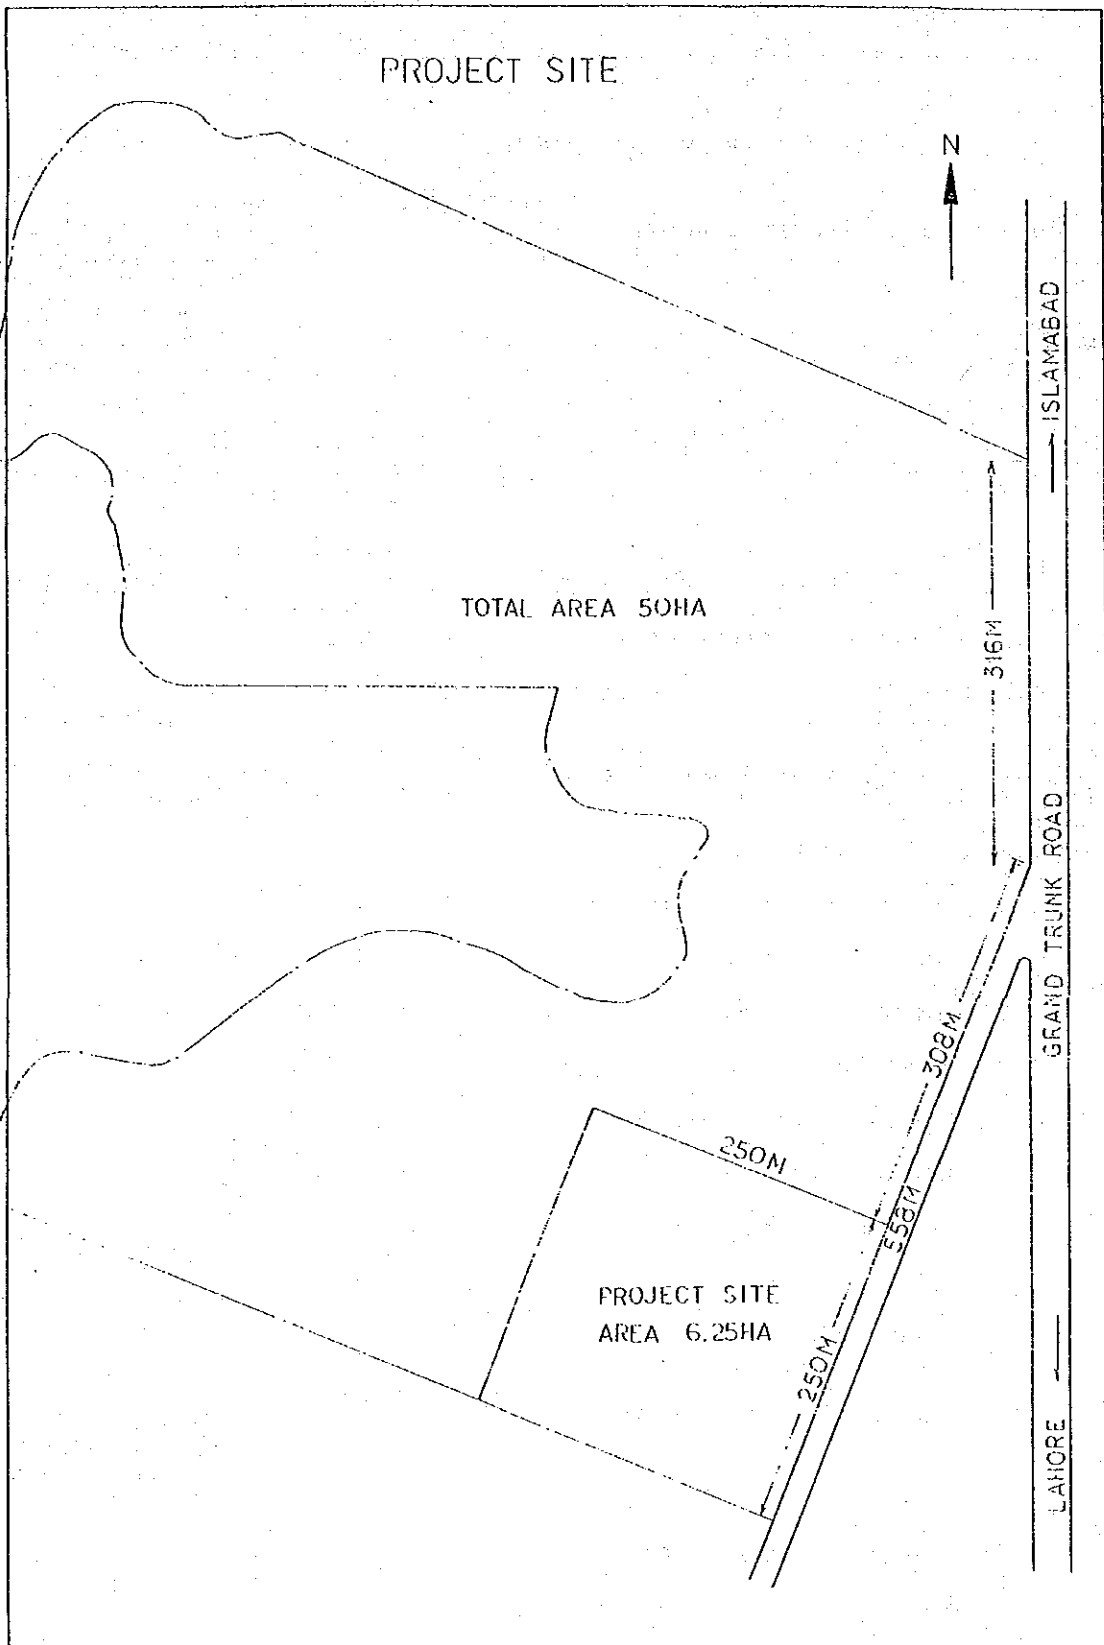 PROJECT SITE
N
ISLAMABAD
TOTAL AREA 50HA
316M
GRAND TRUNK ROAD
308M
250M
558M
PROJECT SITE
AREA 6.25HA
250M
LAHORE